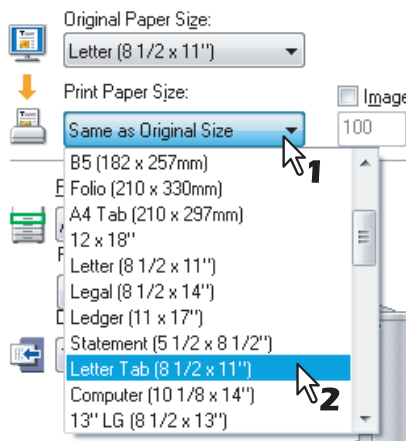 Original Paper Size:
Letter (8 1/2 x 11")
Print Paper Size:
Image
Same as Original Size
100
1
B5 (182 x 257mm)
Folio (210 x 330mm)
A4 Tab (210 x 297mm)
12 x 18"
Letter (8 1/2 x 11")
Legal (8 1/2 x 14")
Ledger (11 x 17")
Statement (5 1/2 x 8 1/2")
Letter Tab (8 1/2 x 11")
Computer (10 1/8 x 14")
2
13" LG (8 1/2 x 13")